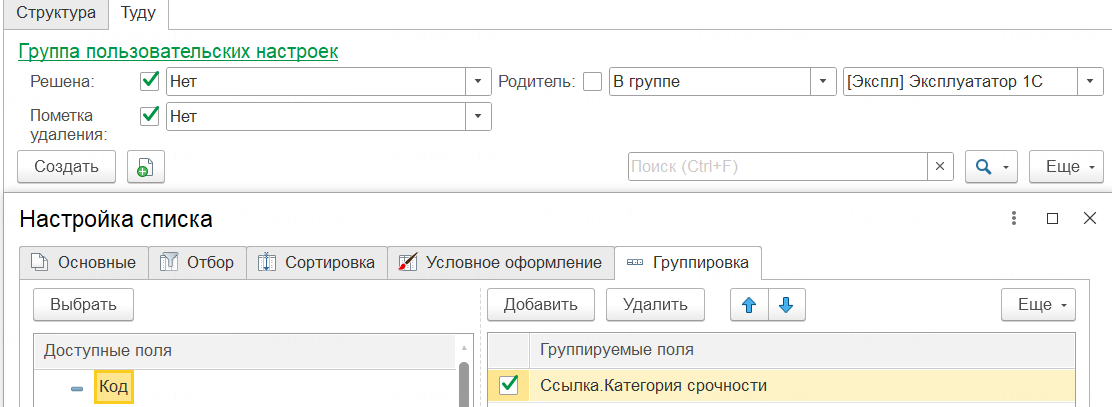 Структура Туду
Группа пользовательских настроек
Решена: Нет Родитель: В группе [Экспл] Эксплуататор 1С
Пометка удаления: Нет
Создать Поиск (Ctrl+F) × Еще
Настройка списка
Основные Отбор Сортировка Условное оформление Группировка
Выбрать Добавить Удалить Еще
Доступные поля Группируемые поля
Код Ссылка.Категория срочности